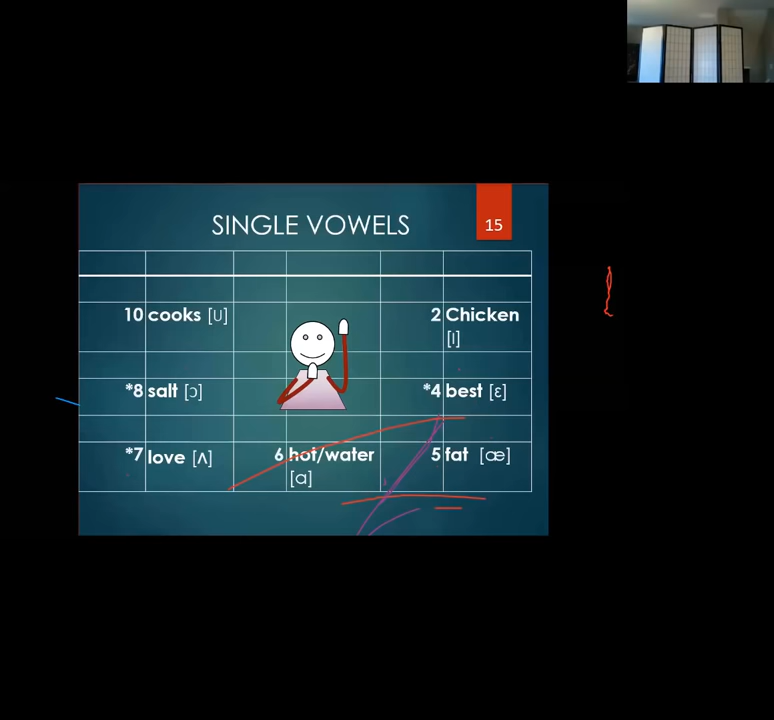 SINGLE VOWELS
15
10 cooks [ʊ]
2 Chicken
[ɪ]
*8 salt [ɔ]
*4 best [ɛ]
*7 love [ʌ]
6 hot/water
[ɑ]
5 fat [æ]